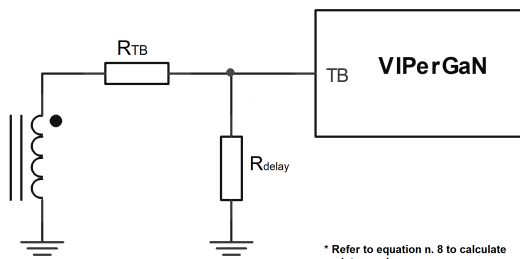 RTB
TB
VIPerGaN
Rdelay
* Refer to equation n. 8 to calculate